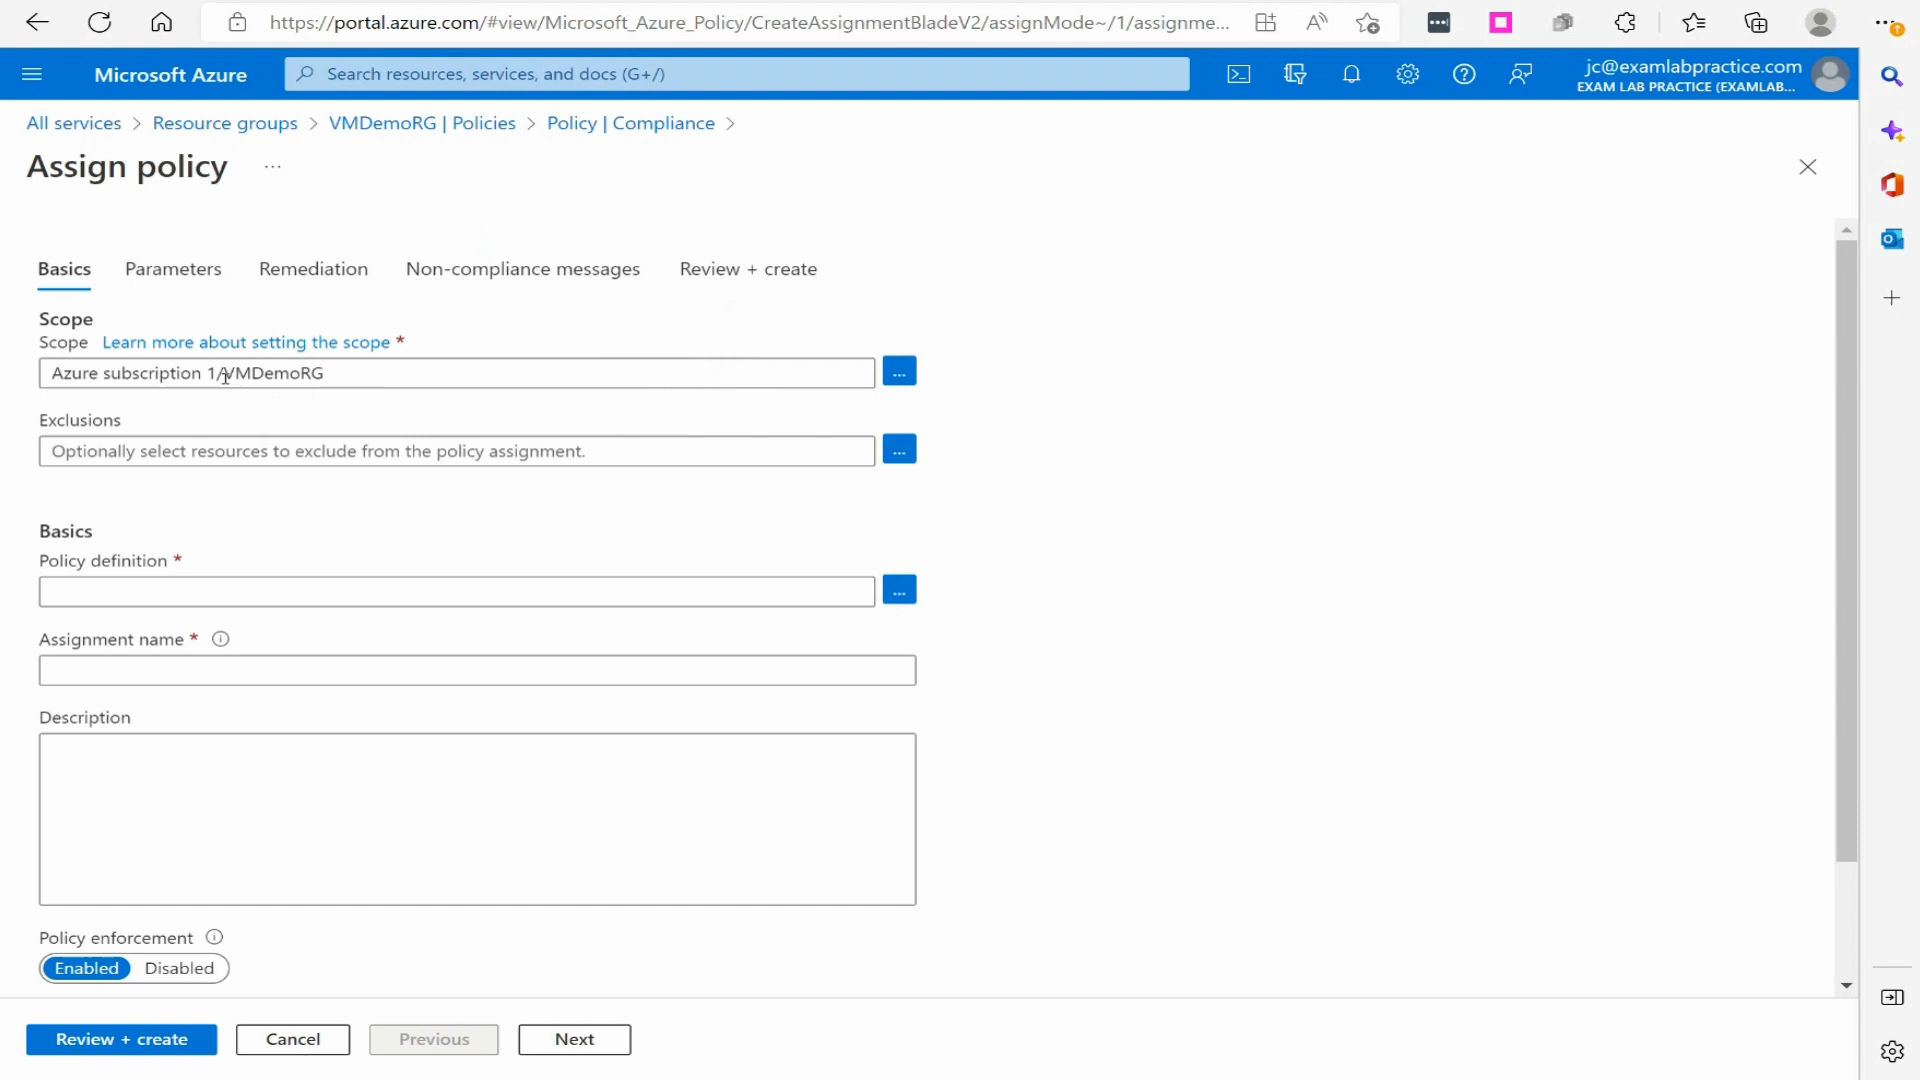 https://portal.azure.com/#view/Microsoft_Azure_Policy/CreateAssignmentBladeV2/assignMode~/1/assignme...
Microsoft Azure
Search resources, services, and docs (G+/)
jc@examlabpractice.com
EXAM LAB PRACTICE (EXAMLAB...
All services > Resource groups > VMDemoRG | Policies > Policy | Compliance >
Assign policy ...
Basics Parameters Remediation Non-compliance messages Review + create
Scope
Scope Learn more about setting the scope *
Azure subscription 1/VMDemoRG
...
Exclusions
Optionally select resources to exclude from the policy assignment.
...
Basics
Policy definition *
...
Assignment name *
Description
Policy enforcement
Enabled Disabled
Review + create Cancel Previous Next